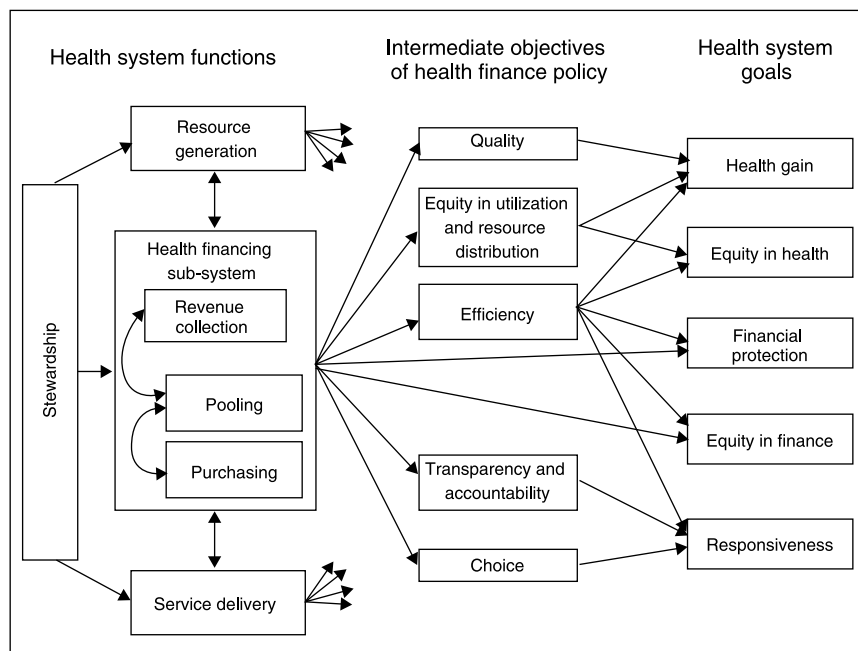 Health system functions
Intermediate objectives
of health finance policy
Health system
goals
Stewardship
Resource
generation
Health financing
sub-system
Revenue
collection
Pooling
Purchasing
Service delivery
Quality
Equity in utilization
and resource
distribution
Efficiency
Transparency and
accountability
Choice
Health gain
Equity in health
Financial
protection
Equity in finance
Responsiveness